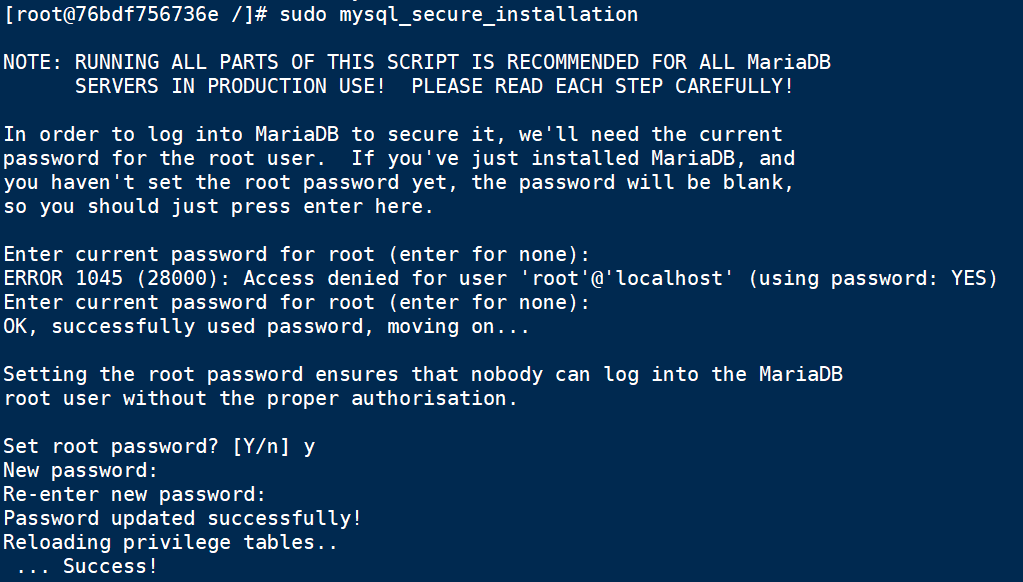 [root@76bdf756736e /]# sudo mysql_secure_installation
NOTE: RUNNING ALL PARTS OF THIS SCRIPT IS RECOMMENDED FOR ALL MariaDB
SERVERS IN PRODUCTION USE!  PLEASE READ EACH STEP CAREFULLY!
In order to log into MariaDB to secure it, we'll need the current
password for the root user.  If you've just installed MariaDB, and
you haven't set the root password yet, the password will be blank,
so you should just press enter here.
Enter current password for root (enter for none):
ERROR 1045 (28000): Access denied for user 'root'@'localhost' (using password: YES)
Enter current password for root (enter for none):
OK, successfully used password, moving on...
Setting the root password ensures that nobody can log into the MariaDB
root user without the proper authorisation.
Set root password? [Y/n] y
New password:
Re-enter new password:
Password updated successfully!
Reloading privilege tables..
... Success!